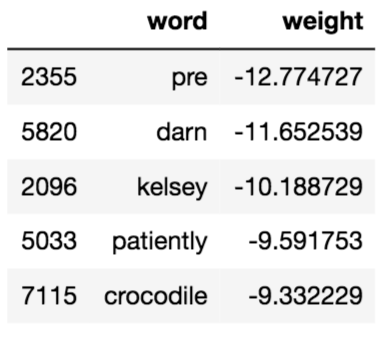 word weight
2355 pre -12.774727
5820 darn -11.652539
2096 kelsey -10.188729
5033 patiently -9.591753
7115 crocodile -9.332229